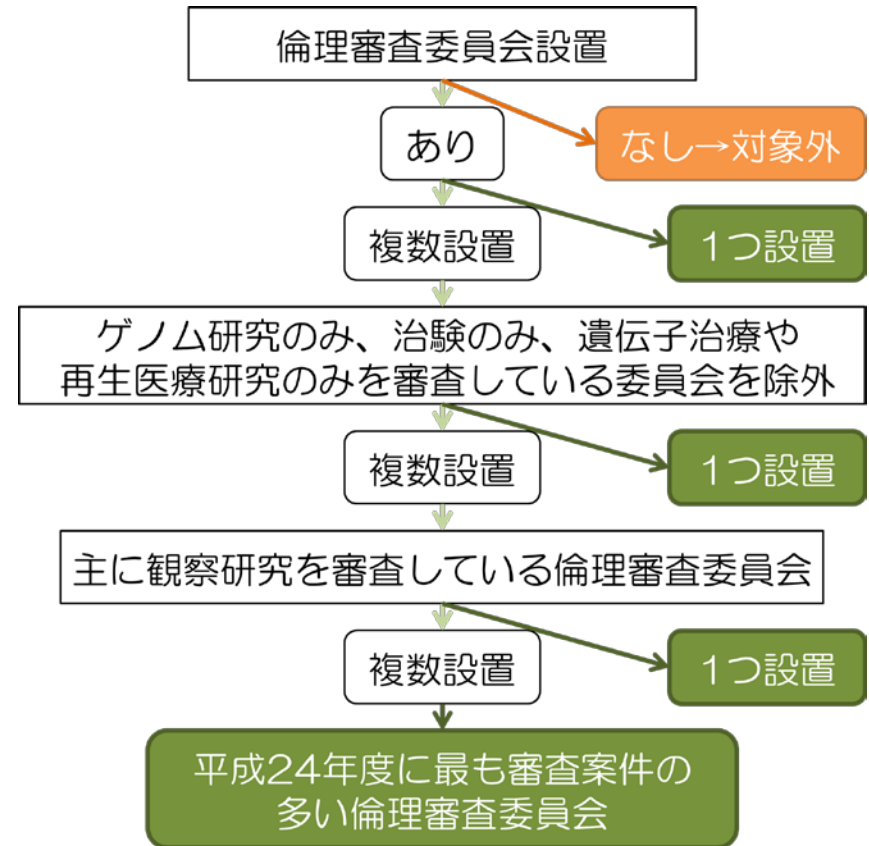 倫理審査委員会設置
あり
なし→対象外
複数設置
1つ設置
ゲノム研究のみ、治験のみ、遺伝子治療や
再生医療研究のみを審査している委員会を除外
複数設置
1つ設置
主に観察研究を審査している倫理審査委員会
複数設置
1つ設置
平成24年度に最も審査案件の
多い倫理審査委員会